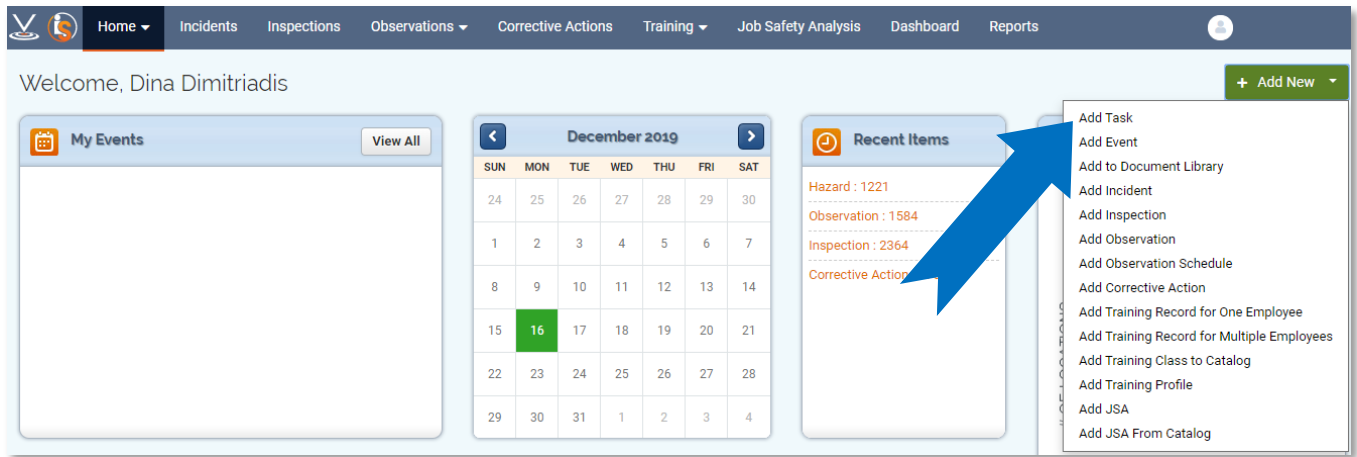 Home Incidents Inspections Observations Corrective Actions Training Job Safety Analysis Dashboard Reports
Welcome, Dina Dimitriadis
+ Add New
My Events View All
December 2019
SUN MON TUE WED THU FRI SAT
24 25 26 27 28 29 30
1 2 3 4 5 6 7
8 9 10 11 12 13 14
15 16 17 18 19 20 21
22 23 24 25 26 27 28
29 30 31 1 2 3 4
Recent Items
Hazard : 1221
Observation : 1584
Inspection : 2364
Corrective Action
Add Task
Add Event
Add to Document Library
Add Incident
Add Inspection
Add Observation
Add Observation Schedule
Add Corrective Action
Add Training Record for One Employee
Add Training Record for Multiple Employees
Add Training Class to Catalog
Add Training Profile
Add JSA
Add JSA From Catalog